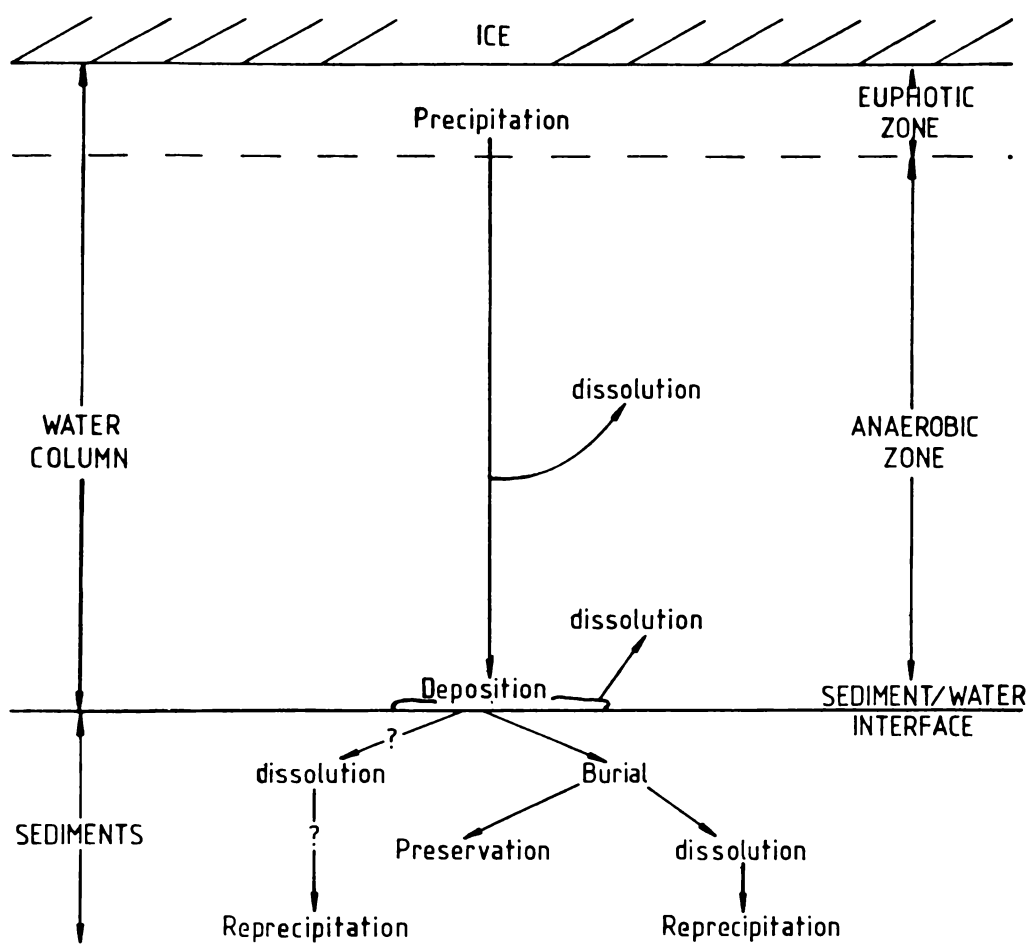 ICE
EUPHOTIC
ZONE
Precipitation
dissolution
WATER
COLUMN
ANAEROBIC
ZONE
dissolution
Deposition
SEDIMENT/WATER
INTERFACE
?
dissolution
Burial
SEDIMENTS
?
Preservation
dissolution
Reprecipitation
Reprecipitation